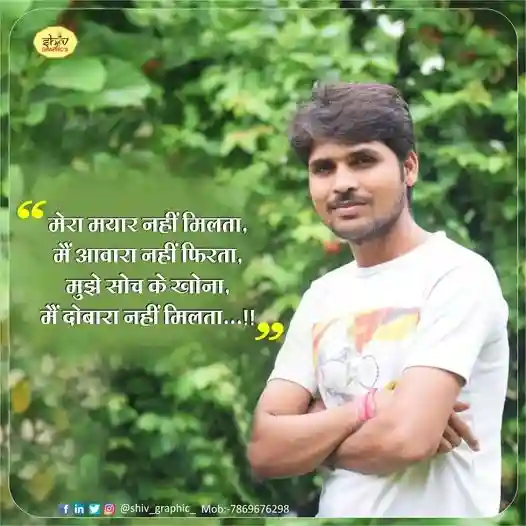 shiv
GRAPHICS
“ मेरा मयार नहीं मिलता,
मैं आवारा नहीं फिरता,
मुझे सोच के खोना,
मैं दोबारा नहीं मिलता...!! ”
@shiv_graphic_ Mob:-7869676298